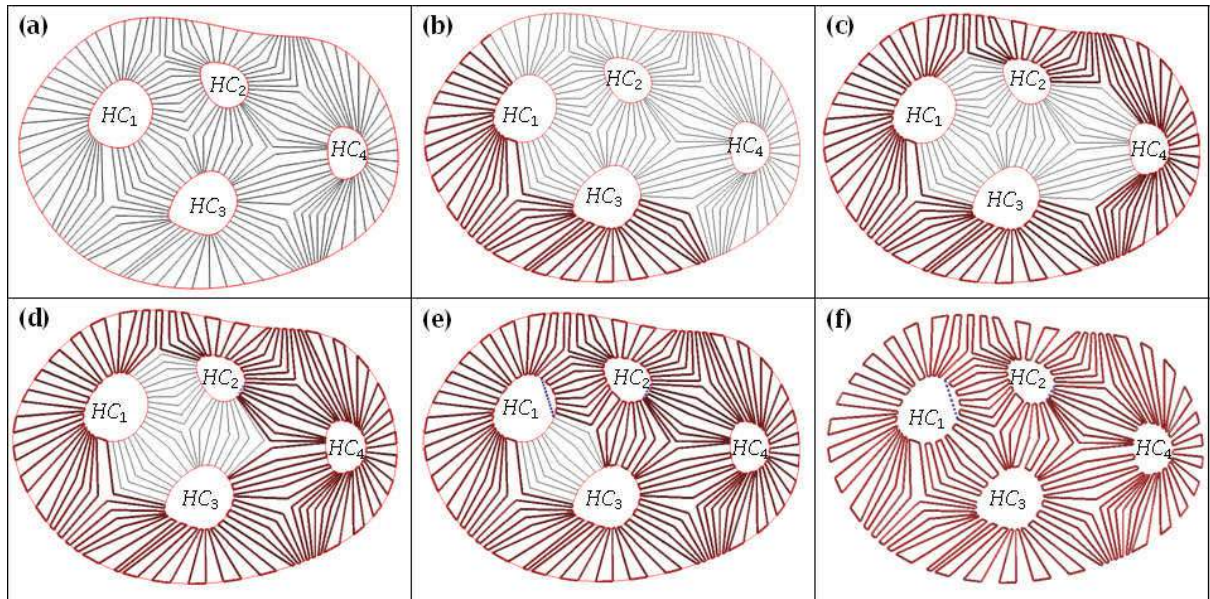 (a)
HC₂
HC₁
HC₄
HC₃
(b)
HC₂
HC₁
HC₄
HC₃
(c)
HC₂
HC₁
HC₄
HC₃
(d)
HC₂
HC₁
HC₄
HC₃
(e)
HC₂
HC₁
HC₄
HC₃
(f)
HC₂
HC₁
HC₄
HC₃